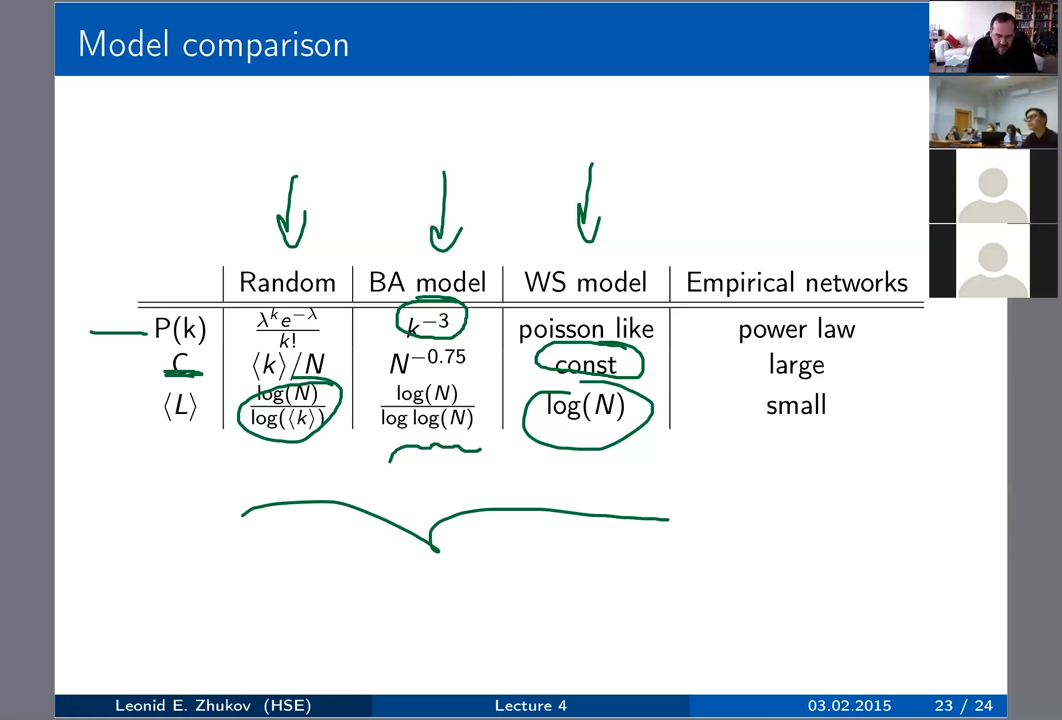 Model comparison
Random BA model WS model Empirical networks
P(k) λ^k e^−λ / k! k^−3 poisson like power law
C ⟨k⟩/N N^−0.75 const large
⟨L⟩ log(N) / log(⟨k⟩) log(N) / log log(N) log(N) small
Leonid E. Zhukov (HSE) Lecture 4 03.02.2015 23 / 24